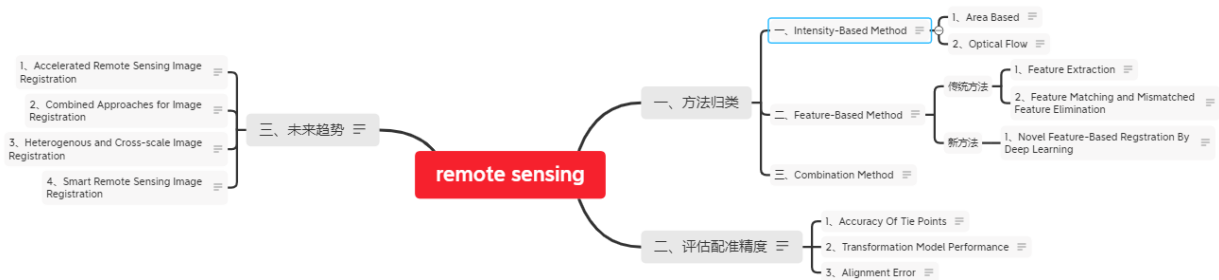 remote sensing
一、方法归类
一、Intensity-Based Method
1、Area Based
2、Optical Flow
二、Feature-Based Method
传统方法
1、Feature Extraction
2、Feature Matching and Mismatched
Feature Elimination
新方法
1、Novel Feature-Based Regstration By
Deep Learning
三、Combination Method
二、评估配准精度
1、Accuracy Of Tie Points
2、Transformation Model Performance
3、Alignment Error
三、未来趋势
1、Accelerated Remote Sensing Image
Registration
2、Combined Approaches for Image
Registration
3、Heterogenous and Cross-scale Image
Registration
4、Smart Remote Sensing Image
Registration